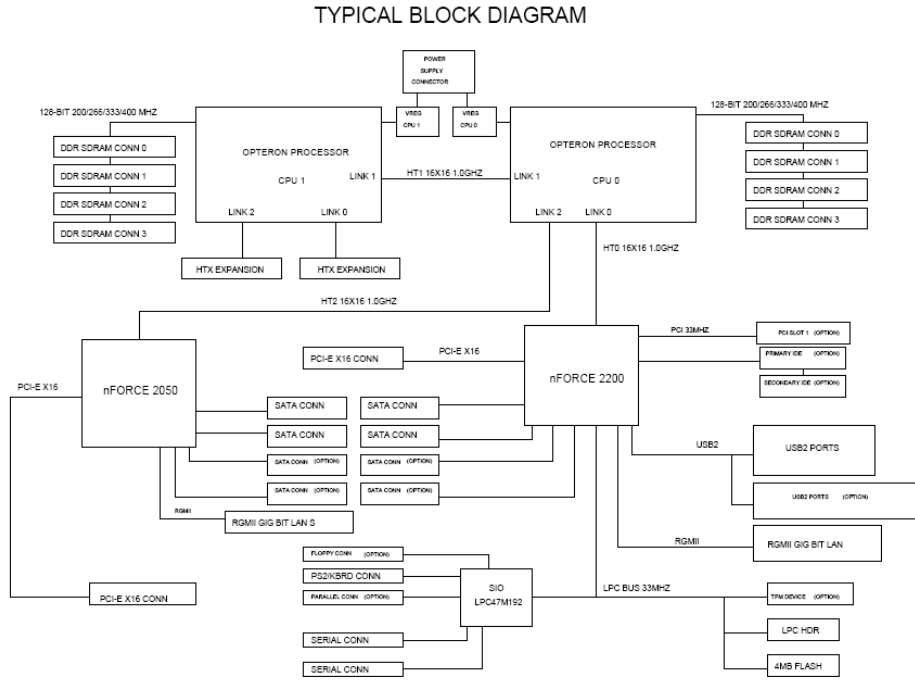 TYPICAL BLOCK DIAGRAM
POWER
SUPPLY
CONNECTOR
128-BIT 200/266/333/400 MHZ
VREG
CPU 1
VREG
CPU 0
128-BIT 200/266/333/400 MHZ
DDR SDRAM CONN 0
DDR SDRAM CONN 1
DDR SDRAM CONN 2
DDR SDRAM CONN 3
OPTERON PROCESSOR
CPU 1
LINK 1
LINK 2
LINK 0
HT1 16X16 1.0GHZ
OPTERON PROCESSOR
LINK 1
CPU 0
LINK 2
LINK 0
DDR SDRAM CONN 0
DDR SDRAM CONN 1
DDR SDRAM CONN 2
DDR SDRAM CONN 3
HTX EXPANSION
HTX EXPANSION
HT0 16X16 1.0GHZ
HT2 16X16 1.0GHZ
PCI-E X16
nFORCE 2050
PCI-E X16 CONN
PCI-E X16
nFORCE 2200
PCI 33MHZ
PCI SLOT 1 (OPTION)
PRIMARY IDE (OPTION)
SECONDARY IDE (OPTION)
SATA CONN
SATA CONN
SATA CONN (OPTION)
SATA CONN (OPTION)
SATA CONN
SATA CONN
SATA CONN (OPTION)
SATA CONN (OPTION)
USB2
USB2 PORTS
USB2 PORTS (OPTION)
RGMII
RGMII GIG BIT LAN S
RGMII
RGMII GIG BIT LAN
PCI-E X16 CONN
FLOPPY CONN (OPTION)
PS2/KBRD CONN
PARALLEL CONN (OPTION)
SERIAL CONN
SERIAL CONN
SIO
LPC47M192
LPC BUS 33MHZ
TPM DEVICE (OPTION)
LPC HDR
4MB FLASH